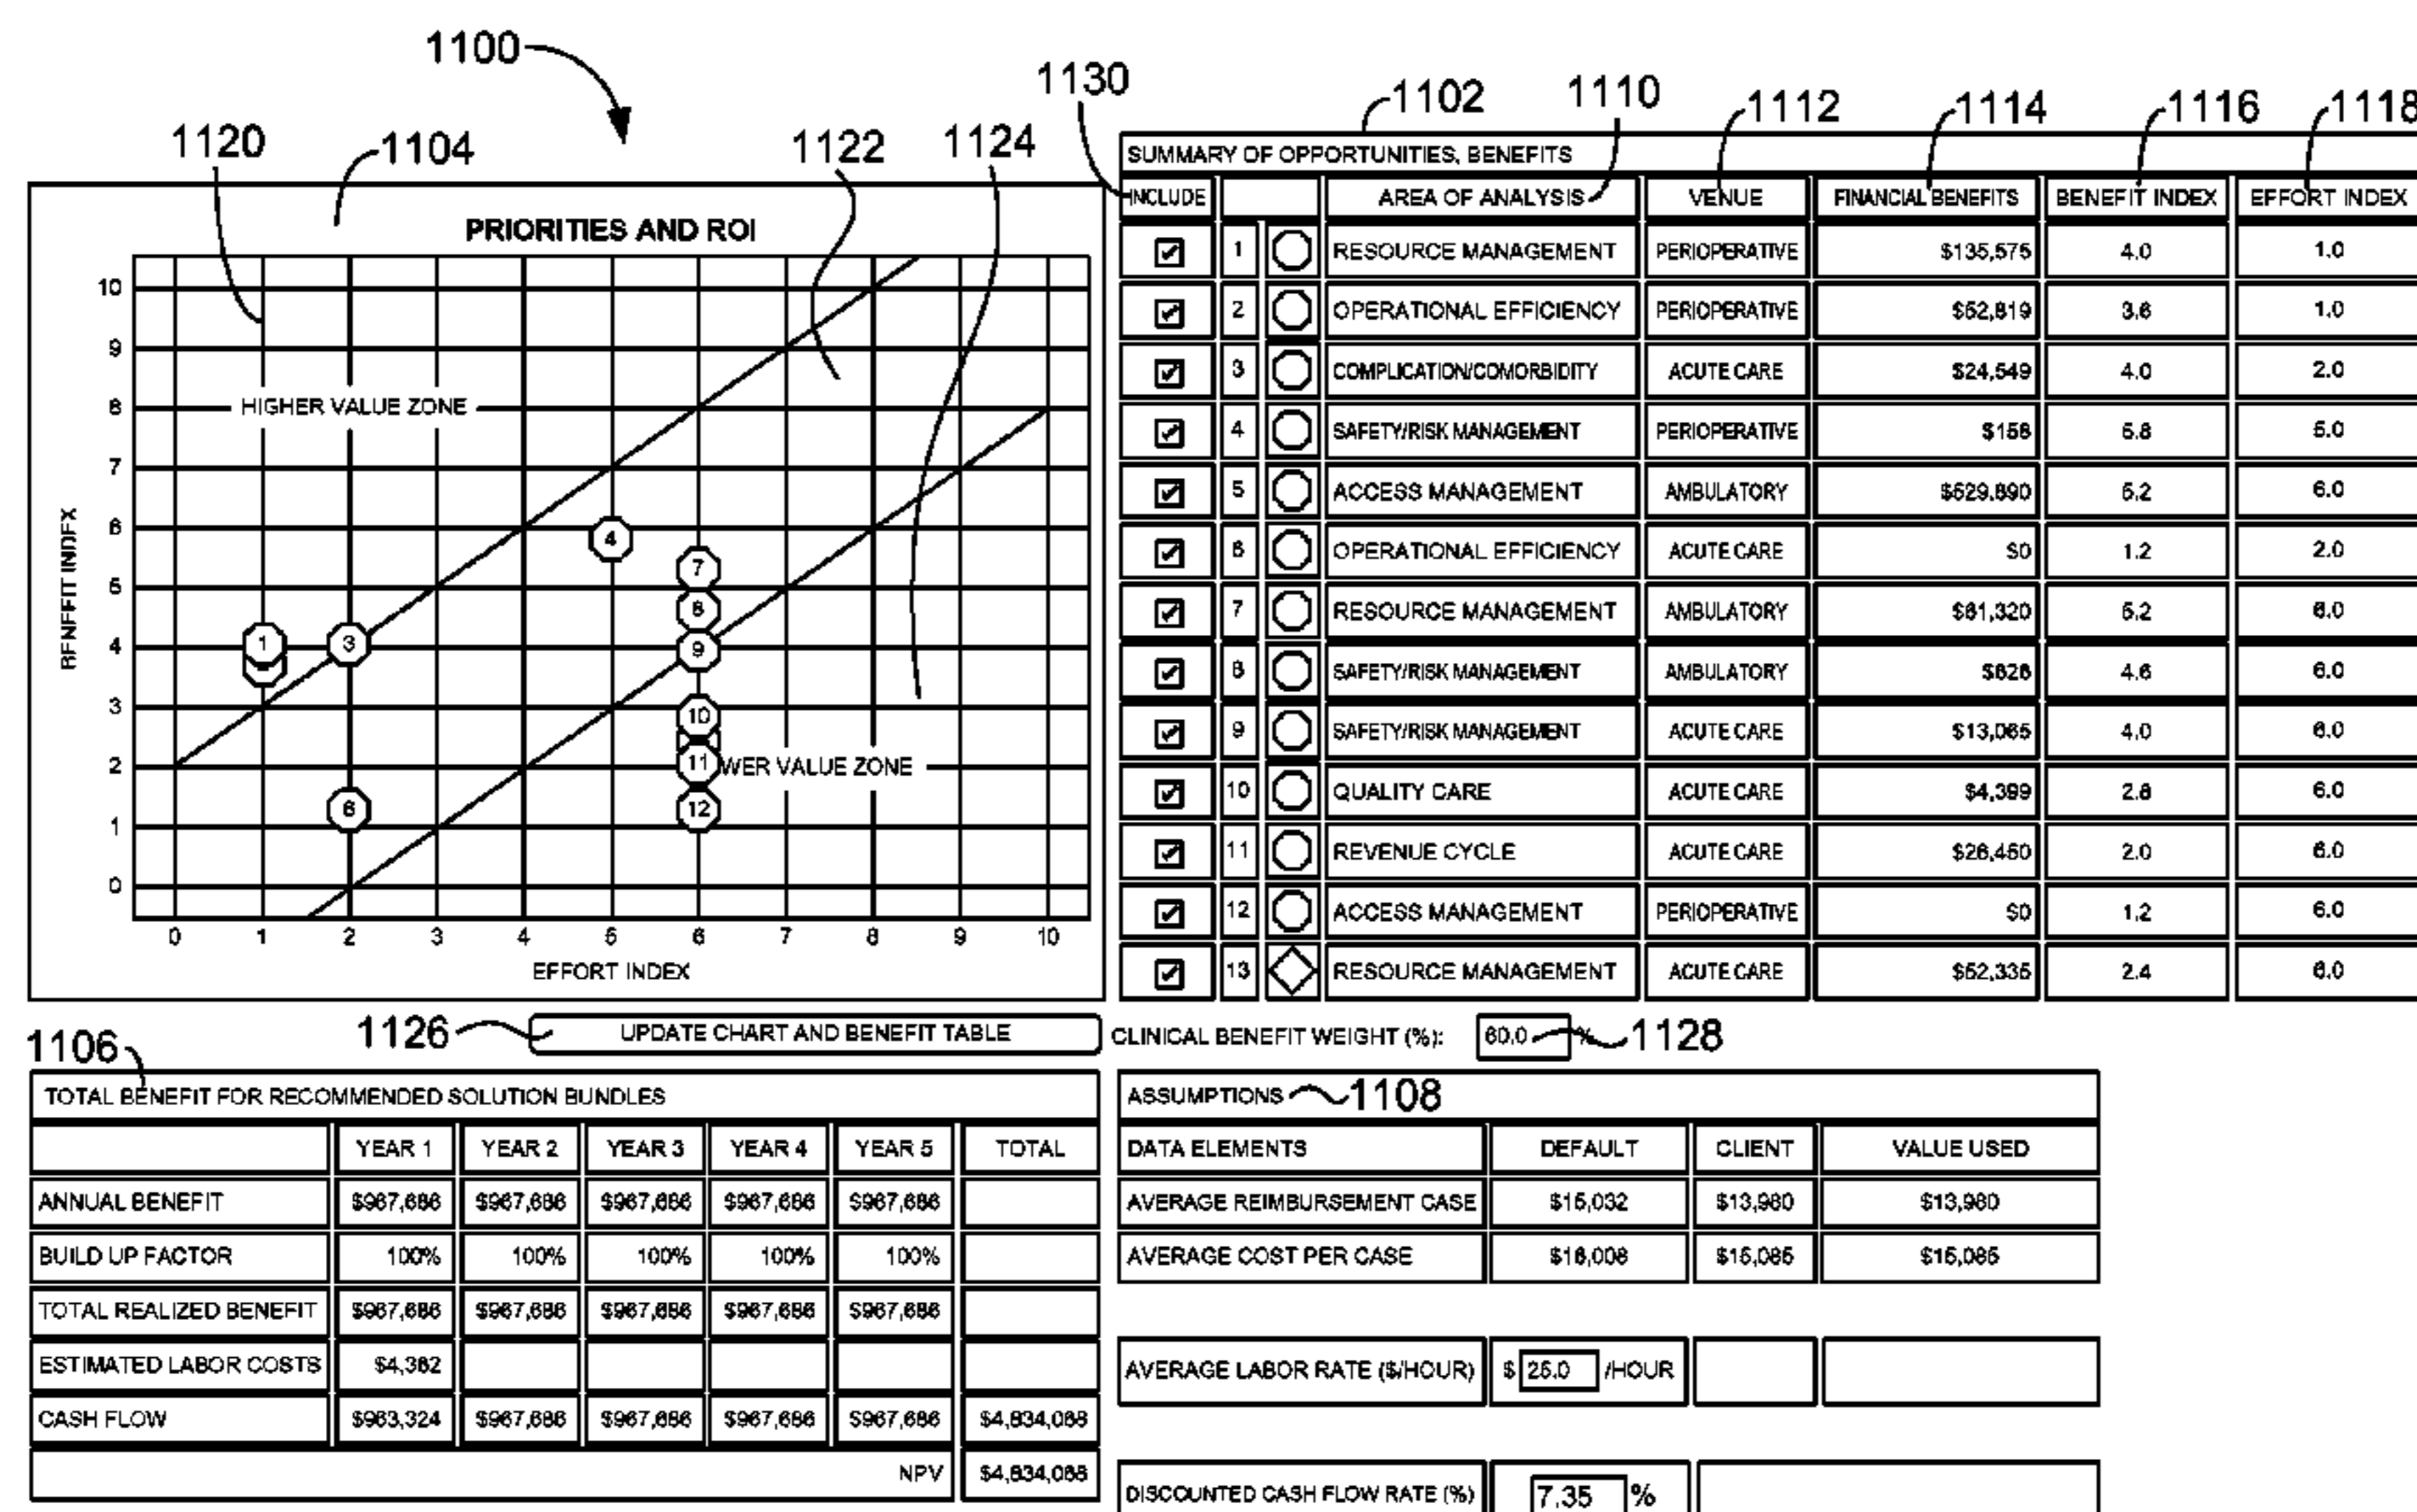 1100
1130
1102
1110
1112
1114
1116
1118
1120
1104
1122
1124
PRIORITIES AND ROI
10
9
8
7
6
5
4
3
2
1
0
BENEFIT INDEX
HIGHER VALUE ZONE
WER VALUE ZONE
1
3
4
7
8
9
10
11
12
6
0 1 2 3 4 5 6 7 8 9 10
EFFORT INDEX
SUMMARY OF OPPORTUNITIES, BENEFITS
INCLUDE AREA OF ANALYSIS VENUE FINANCIAL BENEFITS BENEFIT INDEX EFFORT INDEX
1 RESOURCE MANAGEMENT PERIOPERATIVE $135,575 4.0 1.0
2 OPERATIONAL EFFICIENCY PERIOPERATIVE $52,819 3.6 1.0
3 COMPLICATION/COMORBIDITY ACUTE CARE $24,549 4.0 2.0
4 SAFETY/RISK MANAGEMENT PERIOPERATIVE 5.8 5.0
5 ACCESS MANAGEMENT AMBULATORY 5.2 6.0
6 OPERATIONAL EFFICIENCY ACUTE CARE $0 1.2 2.0
7 RESOURCE MANAGEMENT AMBULATORY $61,320 5.2 6.0
8 SAFETY/RISK MANAGEMENT AMBULATORY 4.6 6.0
9 SAFETY/RISK MANAGEMENT ACUTE CARE $13,065 4.0 6.0
10 QUALITY CARE ACUTE CARE $4,399 2.8 6.0
11 REVENUE CYCLE ACUTE CARE $26,450 2.0 6.0
12 ACCESS MANAGEMENT PERIOPERATIVE $0 1.2 6.0
13 RESOURCE MANAGEMENT ACUTE CARE $52,335 2.4 6.0
1126 UPDATE CHART AND BENEFIT TABLE
CLINICAL BENEFIT WEIGHT (%): 60.0 % 1128
1106
TOTAL BENEFIT FOR RECOMMENDED SOLUTION BUNDLES
YEAR 1 YEAR 2 YEAR 3 YEAR 4 YEAR 5 TOTAL
ANNUAL BENEFIT $967,686 $967,686 $967,686 $967,686 $967,686
BUILD UP FACTOR 100% 100% 100% 100% 100%
TOTAL REALIZED BENEFIT $967,686 $967,686 $967,686 $967,686 $967,686
ESTIMATED LABOR COSTS $4,362
CASH FLOW $963,324 $967,686 $967,686 $967,686 $967,686 $4,834,068
NPV $4,834,068
ASSUMPTIONS 1108
DATA ELEMENTS DEFAULT CLIENT VALUE USED
AVERAGE REIMBURSEMENT CASE $15,032 $13,980 $13,980
AVERAGE COST PER CASE $16,008 $15,085 $15,085
AVERAGE LABOR RATE ($/HOUR) $ 25.0 /HOUR
DISCOUNTED CASH FLOW RATE (%) 7.35 %